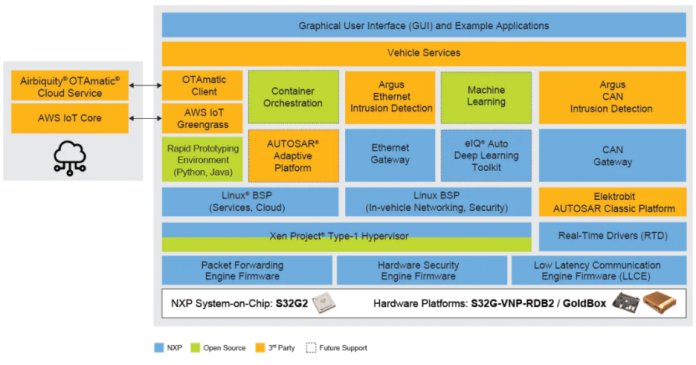 Graphical User Interface (GUI) and Example Applications
Vehicle Services
Airbiquity® OTAmatic®
Cloud Service
AWS IoT Core
OTAmatic
Client
AWS IoT
Greengrass
Rapid Prototyping
Environment
(Python, Java)
Container
Orchestration
AUTOSAR®
Adaptive
Platform
Argus
Ethernet
Intrusion Detection
Ethernet
Gateway
Machine
Learning
eIQ® Auto
Deep Learning
Toolkit
Argus
CAN
Intrusion Detection
CAN
Gateway
Linux® BSP
(Services, Cloud)
Linux BSP
(In-vehicle Networking, Security)
Elektrobit
AUTOSAR Classic Platform
Xen Project® Type-1 Hypervisor
Real-Time Drivers (RTD)
Packet Forwarding
Engine Firmware
Hardware Security
Engine Firmware
Low Latency Communication
Engine Firmware (LLCE)
NXP System-on-Chip: S32G2
Hardware Platforms: S32G-VNP-RDB2 / GoldBox
NXP
Open Source
3rd Party
Future Support